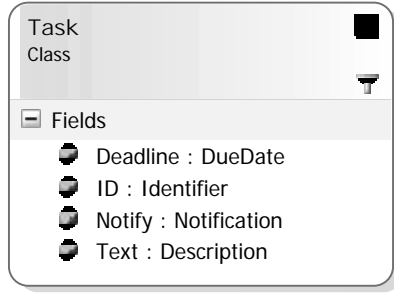 Task
Class
Fields
Deadline : DueDate
ID : Identifier
Notify : Notification
Text : Description